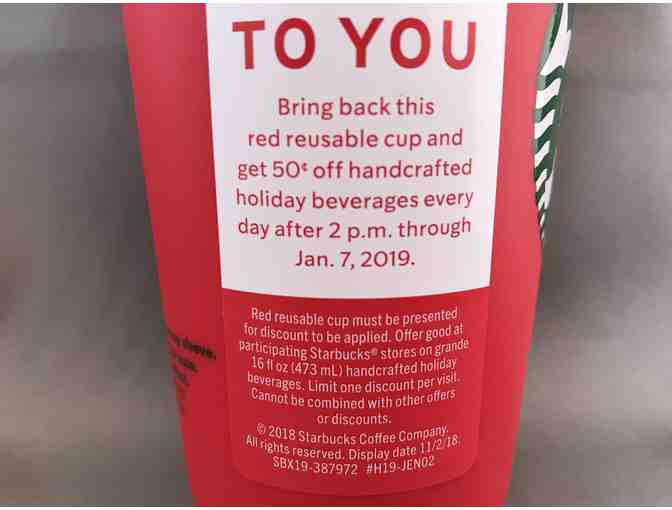 TO YOU
Bring back this
red reusable cup and
get 50¢ off handcrafted
holiday beverages every
day after 2 p.m. through
Jan. 7, 2019.
Red reusable cup must be presented
for discount to be applied. Offer good at
participating Starbucks® stores on grande
16 fl oz (473 mL) handcrafted holiday
beverages. Limit one discount per visit.
Cannot be combined with other offers
or discounts.
© 2018 Starbucks Coffee Company.
All rights reserved. Display date 11/2/18.
SBX19-387972 #H19-JEN02